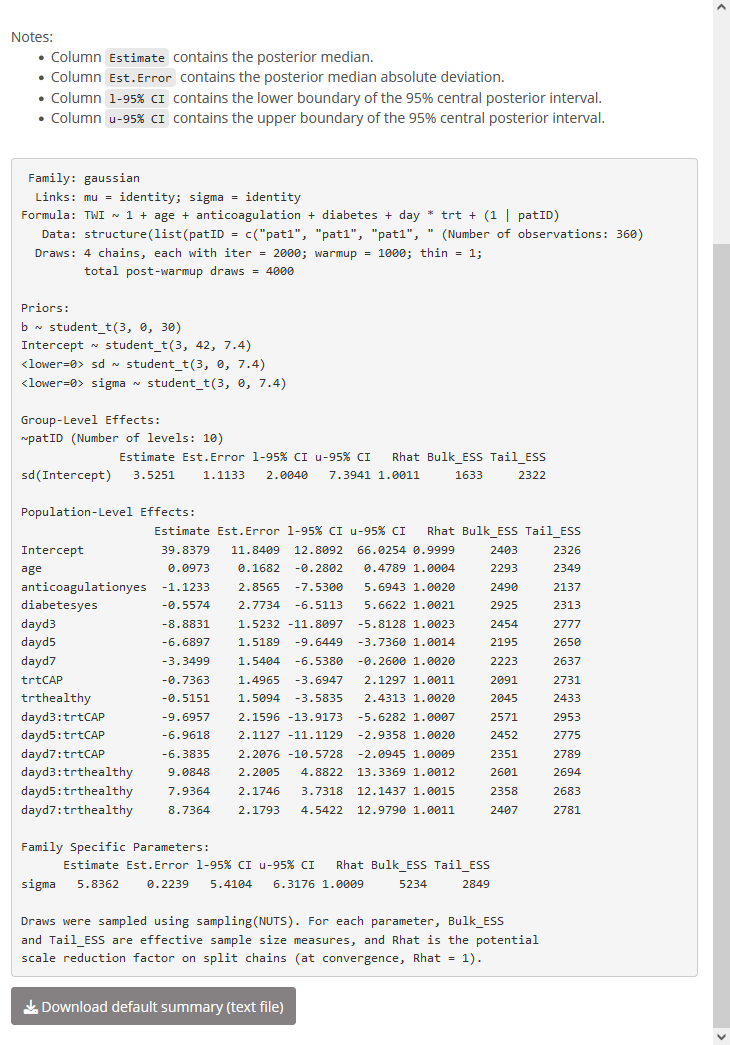 Notes:
• Column Estimate contains the posterior median.
• Column Est.Error contains the posterior median absolute deviation.
• Column l-95% CI contains the lower boundary of the 95% central posterior interval.
• Column u-95% CI contains the upper boundary of the 95% central posterior interval.
 Family: gaussian
  Links: mu = identity; sigma = identity
Formula: TWI ~ 1 + age + anticoagulation + diabetes + day * trt + (1 | patID)
   Data: structure(list(patID = c("pat1", "pat1", "pat1", " (Number of observations: 360)
  Draws: 4 chains, each with iter = 2000; warmup = 1000; thin = 1;
         total post-warmup draws = 4000

Priors:
b ~ student_t(3, 0, 30)
Intercept ~ student_t(3, 42, 7.4)
<lower=0> sd ~ student_t(3, 0, 7.4)
<lower=0> sigma ~ student_t(3, 0, 7.4)

Group-Level Effects:
~patID (Number of levels: 10)
              Estimate Est.Error l-95% CI u-95% CI   Rhat Bulk_ESS Tail_ESS
sd(Intercept)   3.5251    1.1133   2.0040   7.3941 1.0011     1633     2322

Population-Level Effects:
                   Estimate Est.Error l-95% CI u-95% CI   Rhat Bulk_ESS Tail_ESS
Intercept           39.8379   11.8409  12.8092  66.0254 0.9999     2403     2326
age                  0.0973    0.1682  -0.2802   0.4789 1.0004     2293     2349
anticoagulationyes  -1.1233    2.8565  -7.5300   5.6943 1.0020     2490     2137
diabetesyes         -0.5574    2.7734  -6.5113   5.6622 1.0021     2925     2313
dayd3               -8.8831    1.5232 -11.8097  -5.8128 1.0023     2454     2777
dayd5               -6.6897    1.5189  -9.6449  -3.7360 1.0014     2195     2650
dayd7               -3.3499    1.5404  -6.5380  -0.2600 1.0020     2223     2637
trtCAP              -0.7363    1.4965  -3.6947   2.1297 1.0011     2091     2731
trthealthy          -0.5151    1.5094  -3.5835   2.4313 1.0020     2045     2433
dayd3:trtCAP        -9.6957    2.1596 -13.9173  -5.6282 1.0007     2571     2953
dayd5:trtCAP        -6.9618    2.1127 -11.1129  -2.9358 1.0020     2452     2775
dayd7:trtCAP        -6.3835    2.2076 -10.5728  -2.0945 1.0009     2351     2789
dayd3:trthealthy     9.0848    2.2005   4.8822  13.3369 1.0012     2601     2694
dayd5:trthealthy     7.9364    2.1746   3.7318  12.1437 1.0015     2358     2683
dayd7:trthealthy     8.7364    2.1793   4.5422  12.9790 1.0011     2407     2781

Family Specific Parameters:
      Estimate Est.Error l-95% CI u-95% CI   Rhat Bulk_ESS Tail_ESS
sigma   5.8362    0.2239   5.4104   6.3176 1.0009     5234     2849

Draws were sampled using sampling(NUTS). For each parameter, Bulk_ESS
and Tail_ESS are effective sample size measures, and Rhat is the potential
scale reduction factor on split chains (at convergence, Rhat = 1).
Download default summary (text file)